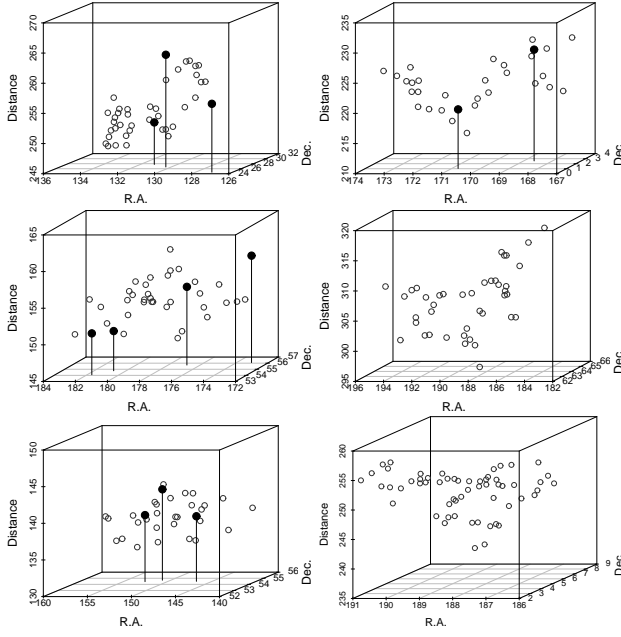 Distance
245 250 255 260 265 270
136 134 132 130 128 126
24 26 28 30 32
R.A.
Dec.
Distance
210 215 220 225 230 235
174 173 172 171 170 169 168 167
0 1 2 3 4
R.A.
Dec.
Distance
145 150 155 160 165
184 182 180 178 176 174 172 170
53 54 55 56 57
R.A.
Dec.
Distance
295 300 305 310 315 320
196 194 192 190 188 186 184 182
62 63 64 65 66
R.A.
Dec.
Distance
130 135 140 145 150
160 155 150 145 140
52 53 54 55 56
R.A.
Dec.
Distance
235 240 245 250 255 260
191 190 189 188 187 186
2 3 4 5 6 7 8 9
R.A.
Dec.